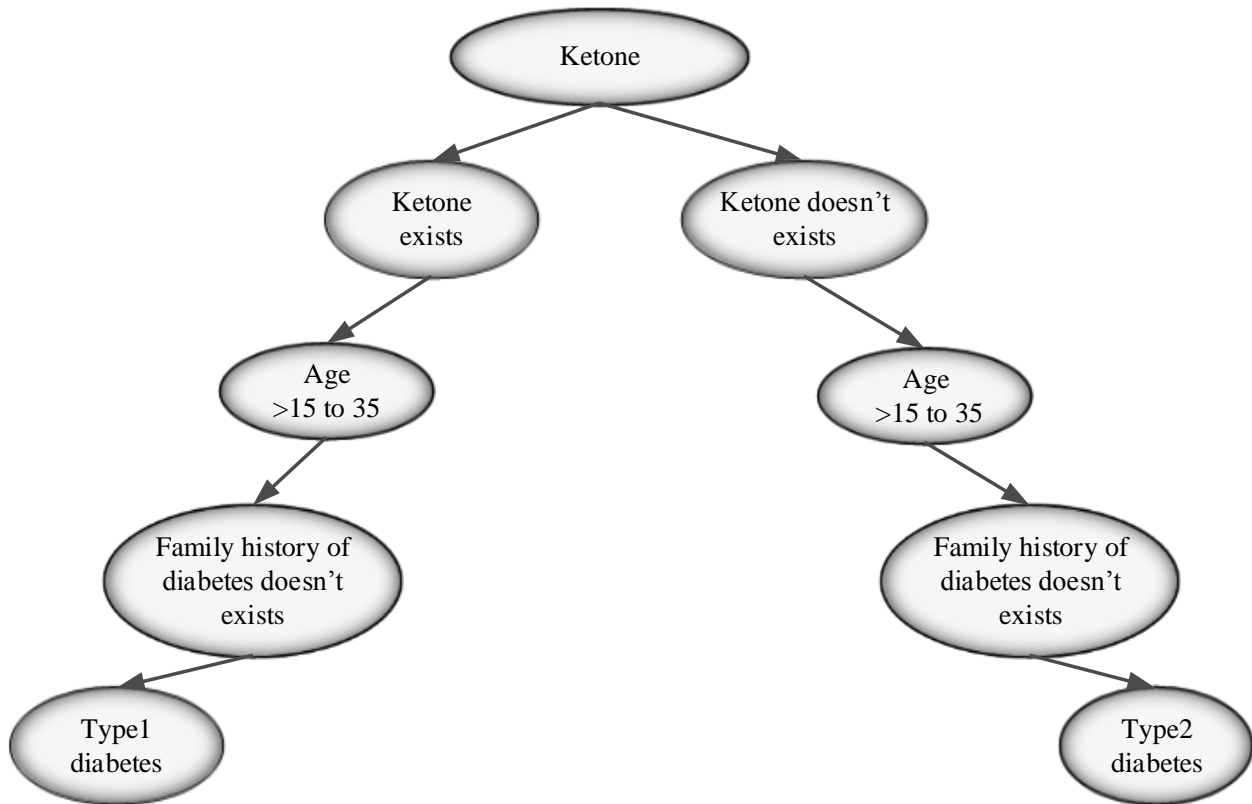 Ketone
Ketone
exists
Ketone doesn’t
exists
Age
>15 to 35
Age
>15 to 35
Family history of
diabetes doesn’t
exists
Family history of
diabetes doesn’t
exists
Type1
diabetes
Type2
diabetes